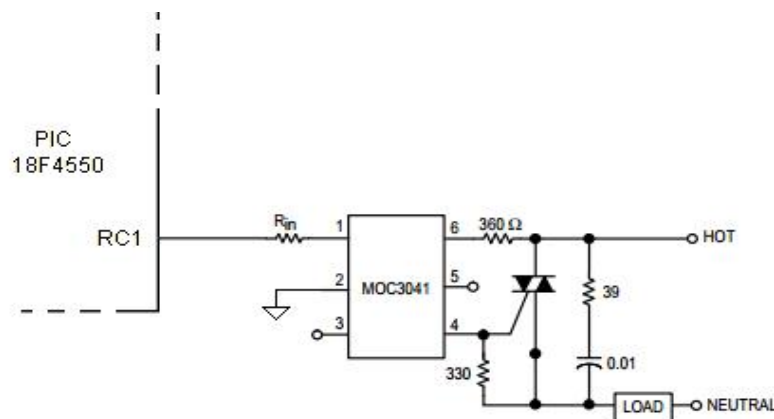 PIC
18F4550
RC1
Rin
1
2
3
MOC3041
6
5
4
360 Ω
HOT
39
0.01
330
LOAD
NEUTRAL